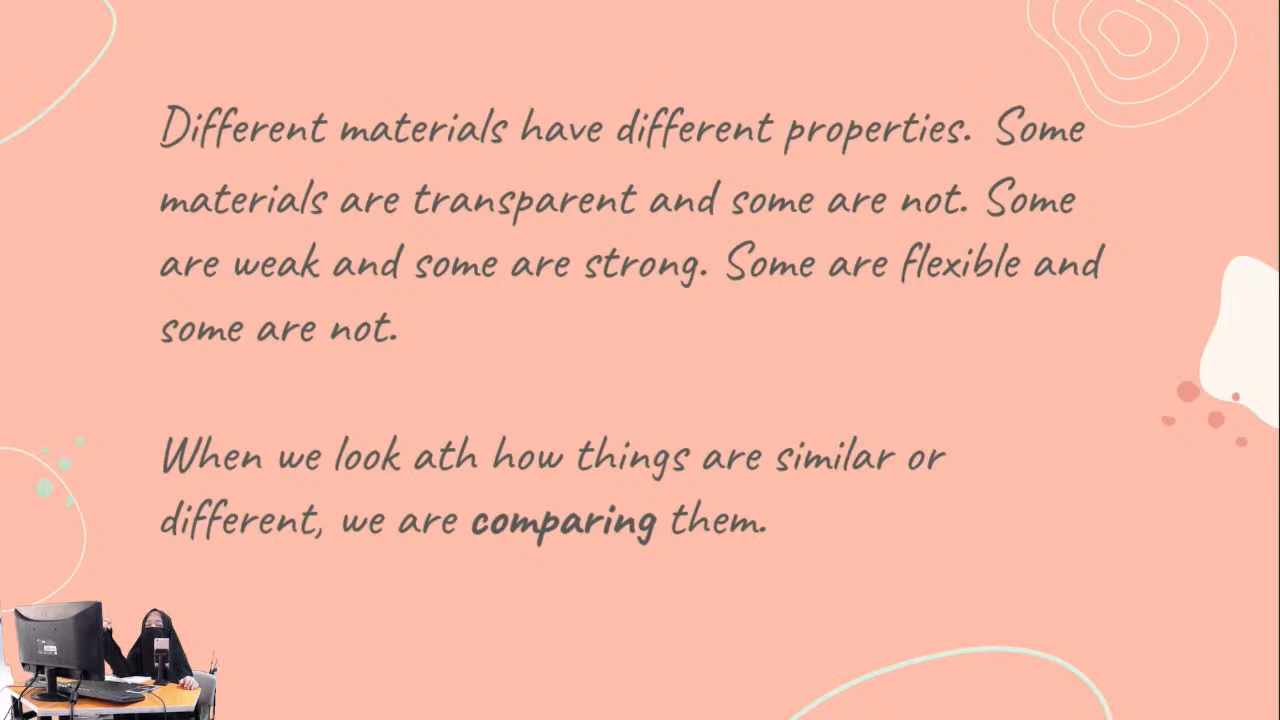 Different materials have different properties. Some
materials are transparent and some are not. Some
are weak and some are strong. Some are flexible and
some are not.
When we look ath how things are similar or
different, we are comparing them.